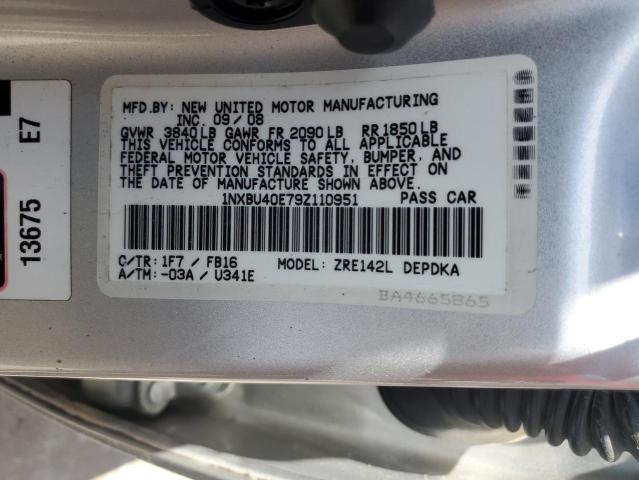 MFD.BY: NEW UNITED MOTOR MANUFACTURING
INC. 09/08
GVWR 3840LB GAWR FR 2090LB RR 1850LB
THIS VEHICLE CONFORMS TO ALL APPLICABLE
FEDERAL MOTOR VEHICLE SAFETY, BUMPER, AND
THEFT PREVENTION STANDARDS IN EFFECT ON
THE DATE OF MANUFACTURE SHOWN ABOVE.
1NXBU40E79Z110951 PASS CAR
C/TR: 1F7 / FB16 MODEL: ZRE142L DEPDKA
A/TM: -03A / U341E
BA4665865
13675 E7